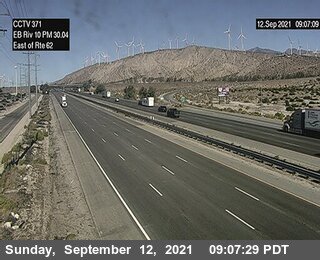 CCTV 371
EB Riv 10 PM 30.04
East of Rte 62
12.Sep 2021 09:07:09
Sunday, September 12, 2021 09:07:29 PDT